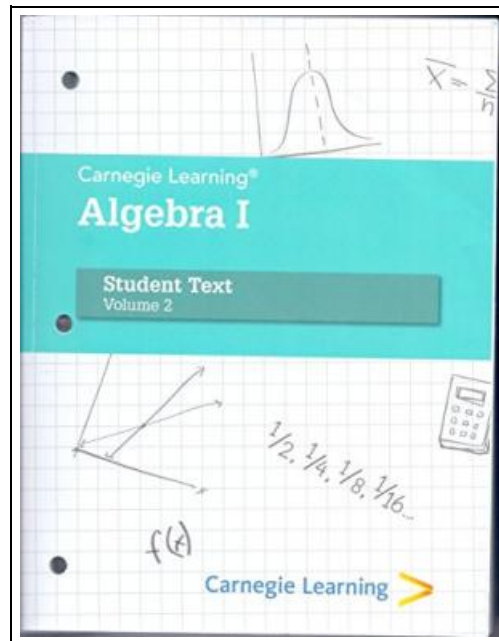 X = Σ
n
Carnegie Learning®
Algebra I
Student Text
Volume 2
x
1/2, 1/4, 1/8, 1/16...
f(x)
Carnegie Learning